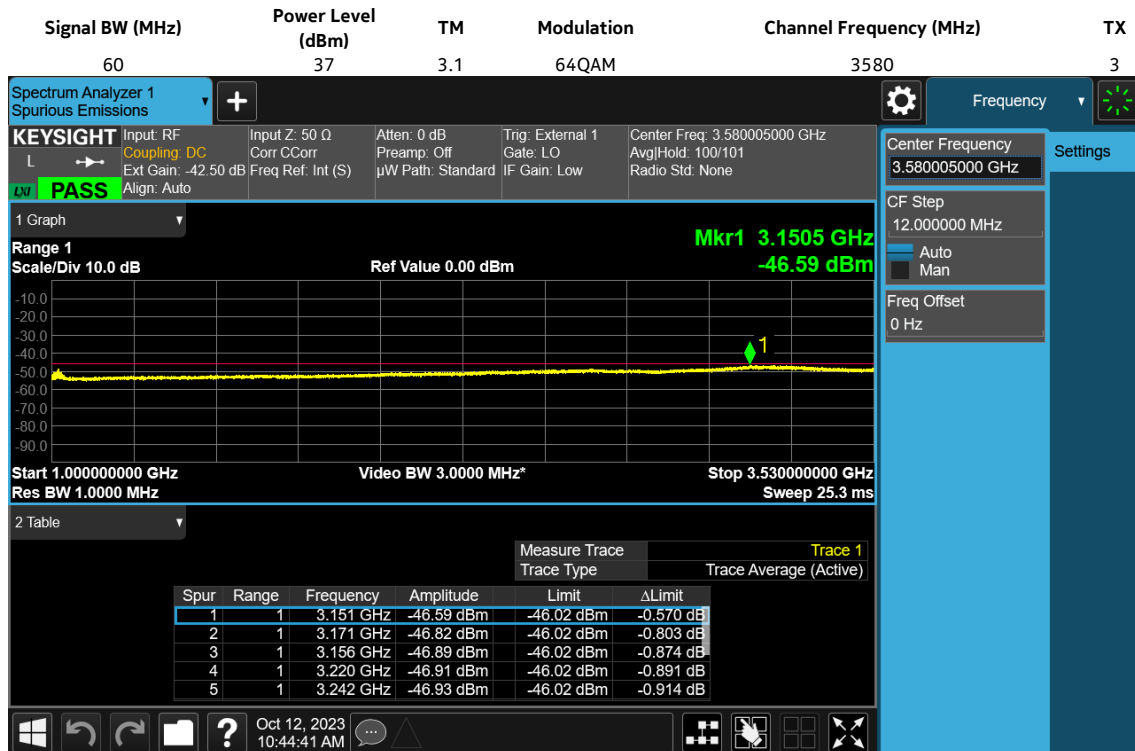 Signal BW (MHz) Power Level (dBm) TM Modulation Channel Frequency (MHz) TX
60 37 3.1 64QAM 3580 3
Spectrum Analyzer 1
Spurious Emissions
+
Frequency
KEYSIGHT
L
LXI PASS
Input: RF
Coupling: DC
Ext Gain: -42.50 dB
Align: Auto
Input Z: 50 Ω
Corr CCorr
Freq Ref: Int (S)
Atten: 0 dB
Preamp: Off
µW Path: Standard
Trig: External 1
Gate: LO
IF Gain: Low
Center Freq: 3.580005000 GHz
Avg|Hold: 100/101
Radio Std: None
Center Frequency
3.580005000 GHz
Settings
CF Step
12.000000 MHz
Auto
Man
Freq Offset
0 Hz
1 Graph
Range 1
Scale/Div 10.0 dB
Ref Value 0.00 dBm
Mkr1 3.1505 GHz
-46.59 dBm
1
-10.0
-20.0
-30.0
-40.0
-50.0
-60.0
-70.0
-80.0
-90.0
Start 1.000000000 GHz
Res BW 1.0000 MHz
Video BW 3.0000 MHz*
Stop 3.530000000 GHz
Sweep 25.3 ms
2 Table
Measure Trace Trace 1
Trace Type Trace Average (Active)
Spur Range Frequency Amplitude Limit ΔLimit
1 1 3.151 GHz -46.59 dBm -46.02 dBm -0.570 dB
2 1 3.171 GHz -46.82 dBm -46.02 dBm -0.803 dB
3 1 3.156 GHz -46.89 dBm -46.02 dBm -0.874 dB
4 1 3.220 GHz -46.91 dBm -46.02 dBm -0.891 dB
5 1 3.242 GHz -46.93 dBm -46.02 dBm -0.914 dB
?
Oct 12, 2023
10:44:41 AM